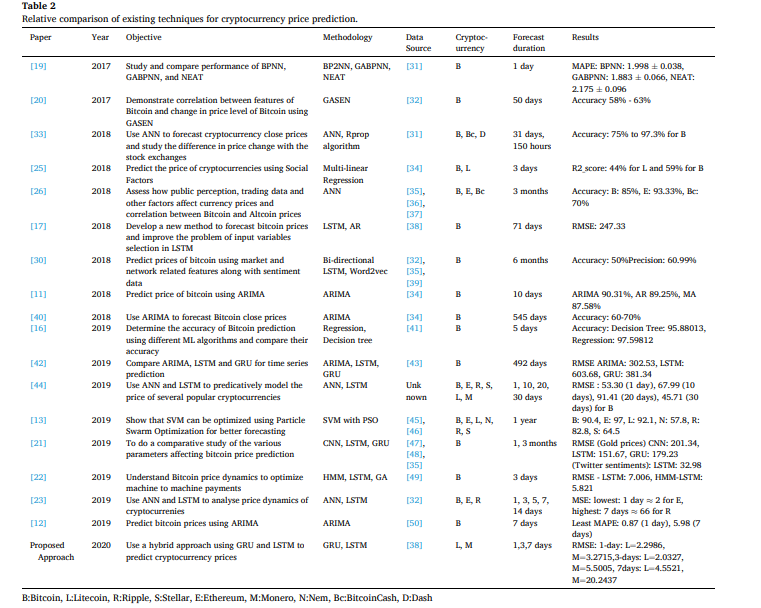 Table 2
Relative comparison of existing techniques for cryptocurrency price prediction.
Paper Year Objective Methodology Data Source Cryptoc-urrency Forecast duration Results
[19] 2017 Study and compare performance of BPNN, GABPNN, and NEAT BP2NN, GABPNN, NEAT [31] B 1 day MAPE: BPNN: 1.998 ± 0.038, GABPNN: 1.883 ± 0.066, NEAT: 2.175 ± 0.096
[20] 2017 Demonstrate correlation between features of Bitcoin and change in price level of Bitcoin using GASEN GASEN [32] B 50 days Accuracy 58% - 63%
[33] 2018 Use ANN to forecast cryptocurrency close prices and study the difference in price change with the stock exchanges ANN, Rprop algorithm [31] B, Bc, D 31 days, 150 hours Accuracy: 75% to 97.3% for B
[25] 2018 Predict the price of cryptocurrencies using Social Factors Multi-linear Regression [34] B, L 3 days R2_score: 44% for L and 59% for B
[26] 2018 Assess how public perception, trading data and other factors affect currency prices and correlation between Bitcoin and Altcoin prices ANN [35], [36], [37] B, E, Bc 3 months Accuracy: B: 85%, E: 93.33%, Bc: 70%
[17] 2018 Develop a new method to forecast bitcoin prices and improve the problem of input variables selection in LSTM LSTM, AR [38] B 71 days RMSE: 247.33
[30] 2018 Predict prices of bitcoin using market and network related features along with sentiment data Bi-directional LSTM, Word2vec [32], [35], [39] B 6 months Accuracy: 50%Precision: 60.99%
[11] 2018 Predict price of bitcoin using ARIMA ARIMA [34] B 10 days ARIMA 90.31%, AR 89.25%, MA 87.58%
[40] 2018 Use ARIMA to forecast Bitcoin close prices ARIMA [34] B 545 days Accuracy: 60-70%
[16] 2019 Determine the accuracy of Bitcoin prediction using different ML algorithms and compare their accuracy Regression, Decision tree [41] B 5 days Accuracy: Decision Tree: 95.88013, Regression: 97.59812
[42] 2019 Compare ARIMA, LSTM and GRU for time series prediction ARIMA, LSTM, GRU [43] B 492 days RMSE ARIMA: 302.53, LSTM: 603.68, GRU: 381.34
[44] 2019 Use ANN and LSTM to predicatively model the price of several popular cryptocurrencies ANN, LSTM Unk nown B, E, R, S, L, M 1, 10, 20, 30 days RMSE : 53.30 (1 day), 67.99 (10 days), 91.41 (20 days), 45.71 (30 days) for B
[13] 2019 Show that SVM can be optimized using Particle Swarm Optimization for better forecasting SVM with PSO [45], [46] B, E, L, N, R, S 1 year B: 90.4, E: 97, L: 92.1, N: 57.8, R: 82.8, S: 64.5
[21] 2019 To do a comparative study of the various parameters affecting bitcoin price prediction CNN, LSTM, GRU [47], [48], [35] B 1, 3 months RMSE (Gold prices) CNN: 201.34, LSTM: 151.67, GRU: 179.23 (Twitter sentiments): LSTM: 32.98
[22] 2019 Understand Bitcoin price dynamics to optimize machine to machine payments HMM, LSTM, GA [49] B 3 days RMSE - LSTM: 7.006, HMM-LSTM: 5.821
[23] 2019 Use ANN and LSTM to analyse price dynamics of cryptocurrenies ANN, LSTM [32] B, E, R 1, 3, 5, 7, 14 days MSE: lowest: 1 day ≈ 2 for E, highest: 7 days ≈ 66 for R
[12] 2019 Predict bitcoin prices using ARIMA ARIMA [50] B 7 days Least MAPE: 0.87 (1 day), 5.98 (7 days)
Proposed Approach 2020 Use a hybrid approach using GRU and LSTM to predict cryptocurrency prices GRU, LSTM [38] L, M 1,3,7 days RMSE: 1-day: L=2.2986, M=3.2715,3-days: L=2.0327, M=5.5005, 7days: L=4.5521, M=20.2437
B:Bitcoin, L:Litecoin, R:Ripple, S:Stellar, E:Ethereum, M:Monero, N:Nem, Bc:BitcoinCash, D:Dash